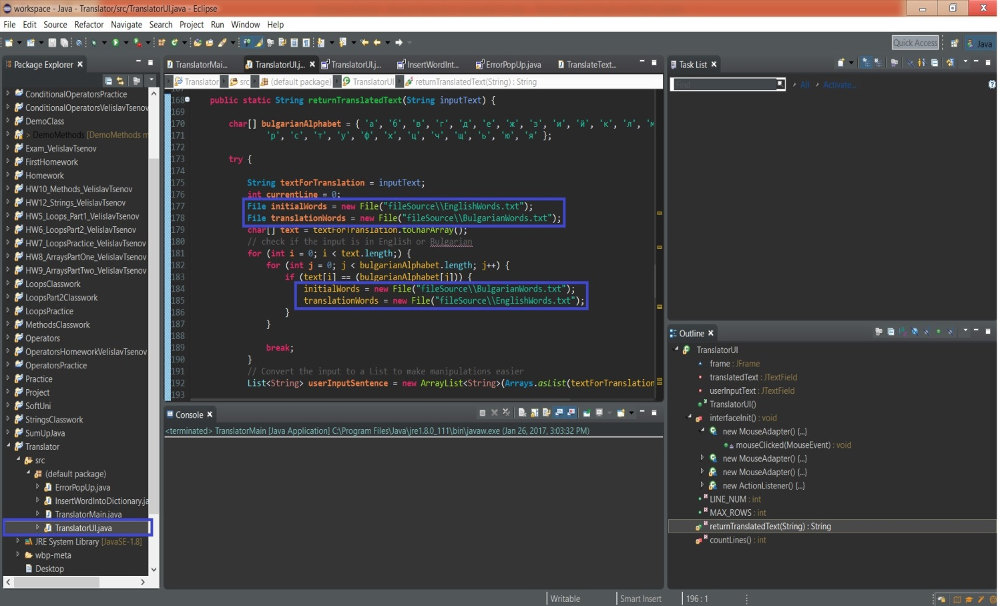 workspace - Java - Translator/src/TranslatorUI.java - Eclipse
File Edit Source Refactor Navigate Search Project Run Window Help
Quick Access
Java
Package Explorer
ConditionalOperatorsPractice
ConditionalOperatorsVelislavTsenov
DemoClass
> DemoMethods [DemoMethods m
Exam_VelislavTsenov
FirstHomework
Homework
HW10_Methods_VelislavTsenov
HW12_Strings_VelislavTsenov
HW5_Loops_Part1_VelislavTsenov
HW6_LoopsPart2_VelislavTsenov
HW7_LoopsPractice_VelislavTsenov
HW8_ArraysPartOne_VelislavTsenov
HW9_ArraysPartTwo_VelislavTsenov
LoopsClasswork
LoopsPart2Classwork
LoopsPractice
MethodsClasswork
Operators
OperatorsHomeworkVelislavTsenov
OperatorsPractice
Practice
Project
SoftUni
StringsClasswork
SumUpJava
Translator
src
(default package)
ErrorPopUp.java
InsertWordIntoDictionary.ja
TranslatorMain.java
TranslatorUI.java
JRE System Library [JavaSE-1.8]
wbp-meta
Desktop
TranslatorMai... TranslatorUI.j... TranslatorUI.j... InsertWordInt... ErrorPopUp.java TranslateText...
Translator src (default package) TranslatorUI returnTranslatedText(String) : String
168 public static String returnTranslatedText(String inputText) {
169
170 char[] bulgarianAlphabet = { 'а', 'б', 'в', 'г', 'д', 'е', 'ж', 'з', 'и', 'й', 'к', 'л', 'м
171 'р', 'с', 'т', 'у', 'ф', 'х', 'ц', 'ч', 'щ', 'ь', 'ю', 'я' };
172
173 try {
174
175 String textForTranslation = inputText;
176 int currentLine = 0;
177 File initialWords = new File("fileSource\\EnglishWords.txt");
178 File translationWords = new File("fileSource\\BulgarianWords.txt");
179 char[] text = textForTranslation.toCharArray();
180 // check if the input is in English or Bulgarian
181 for (int i = 0; i < text.length;) {
182 for (int j = 0; j < bulgarianAlphabet.length; j++) {
183 if (text[i] == (bulgarianAlphabet[j])) {
184 initialWords = new File("fileSource\\BulgarianWords.txt");
185 translationWords = new File("fileSource\\EnglishWords.txt");
186 }
187 }
188
189 break;
190 }
191 // Convert the input to a List to make manipulations easier
192 List<String> userInputSentence = new ArrayList<String>(Arrays.asList(textForTranslation
193
Console
<terminated> TranslatorMain [Java Application] C:\Program Files\Java\jre1.8.0_111\bin\javaw.exe (Jan 26, 2017, 3:03:32 PM)
Task List
Find
All
Activate...
Outline
TranslatorUI
frame : JFrame
translatedText : JTextField
userInputText : JTextField
TranslatorUI()
interfaceInit() : void
new MouseAdapter() {...}
mouseClicked(MouseEvent) : void
new MouseAdapter() {...}
new MouseAdapter() {...}
new ActionListener() {...}
LINE_NUM : int
MAX_ROWS : int
returnTranslatedText(String) : String
countLines() : int
Writable
Smart Insert
196 : 1